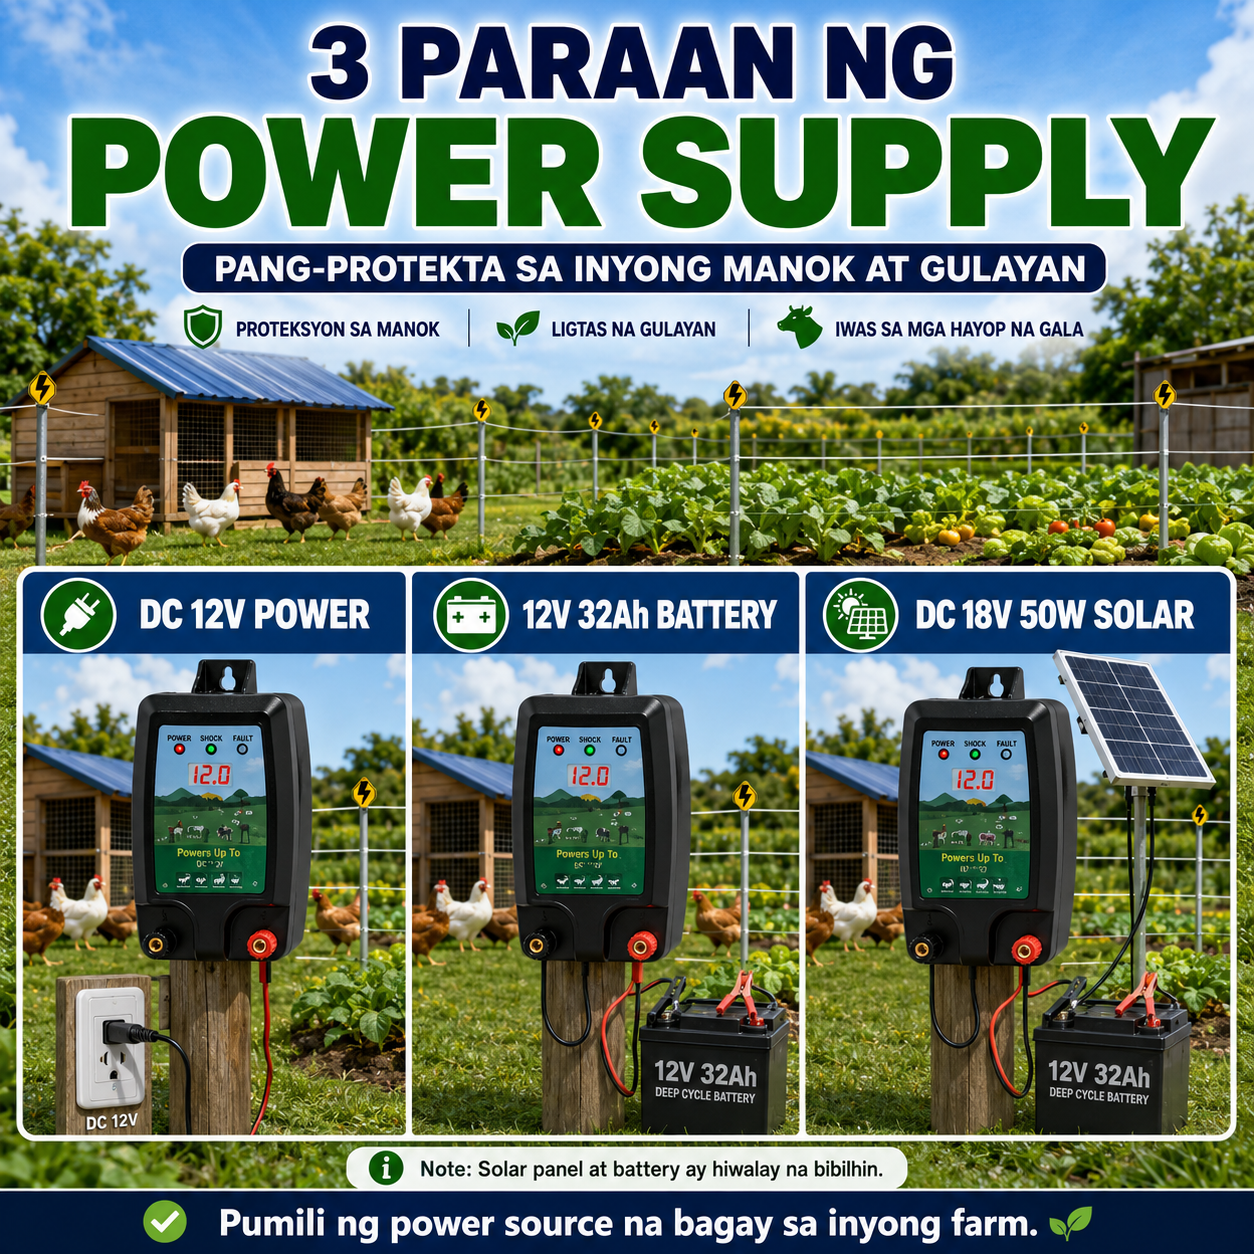 3 PARAAN NG
POWER SUPPLY
PANG-PROTEKTA SA INYONG MANOK AT GULAYAN
PROTEKSYON SA MANOK
LIGTAS NA GULAYAN
IWAS SA MGA HAYOP NA GALA
DC 12V POWER
12V 32Ah BATTERY
DC 18V 50W SOLAR
POWER SHOCK FAULT
12.0
Powers Up To
DC 12V
POWER SHOCK FAULT
12.0
Powers Up To
12V 32Ah
DEEP CYCLE BATTERY
POWER SHOCK FAULT
12.0
Powers Up To
12V 32Ah
DEEP CYCLE BATTERY
Note: Solar panel at battery ay hiwalay na bibilhin.
Pumili ng power source na bagay sa inyong farm.